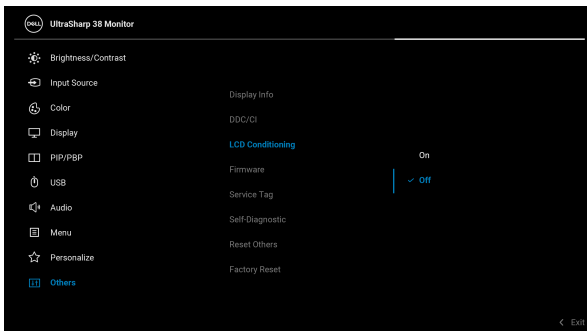 DELL
UltraSharp 38 Monitor
Brightness/Contrast
Input Source
Color
Display
PIP/PBP
USB
Audio
Menu
Personalize
Others
Display Info
DDC/CI
LCD Conditioning
Firmware
Service Tag
Self-Diagnostic
Reset Others
Factory Reset
On
Off
Exit